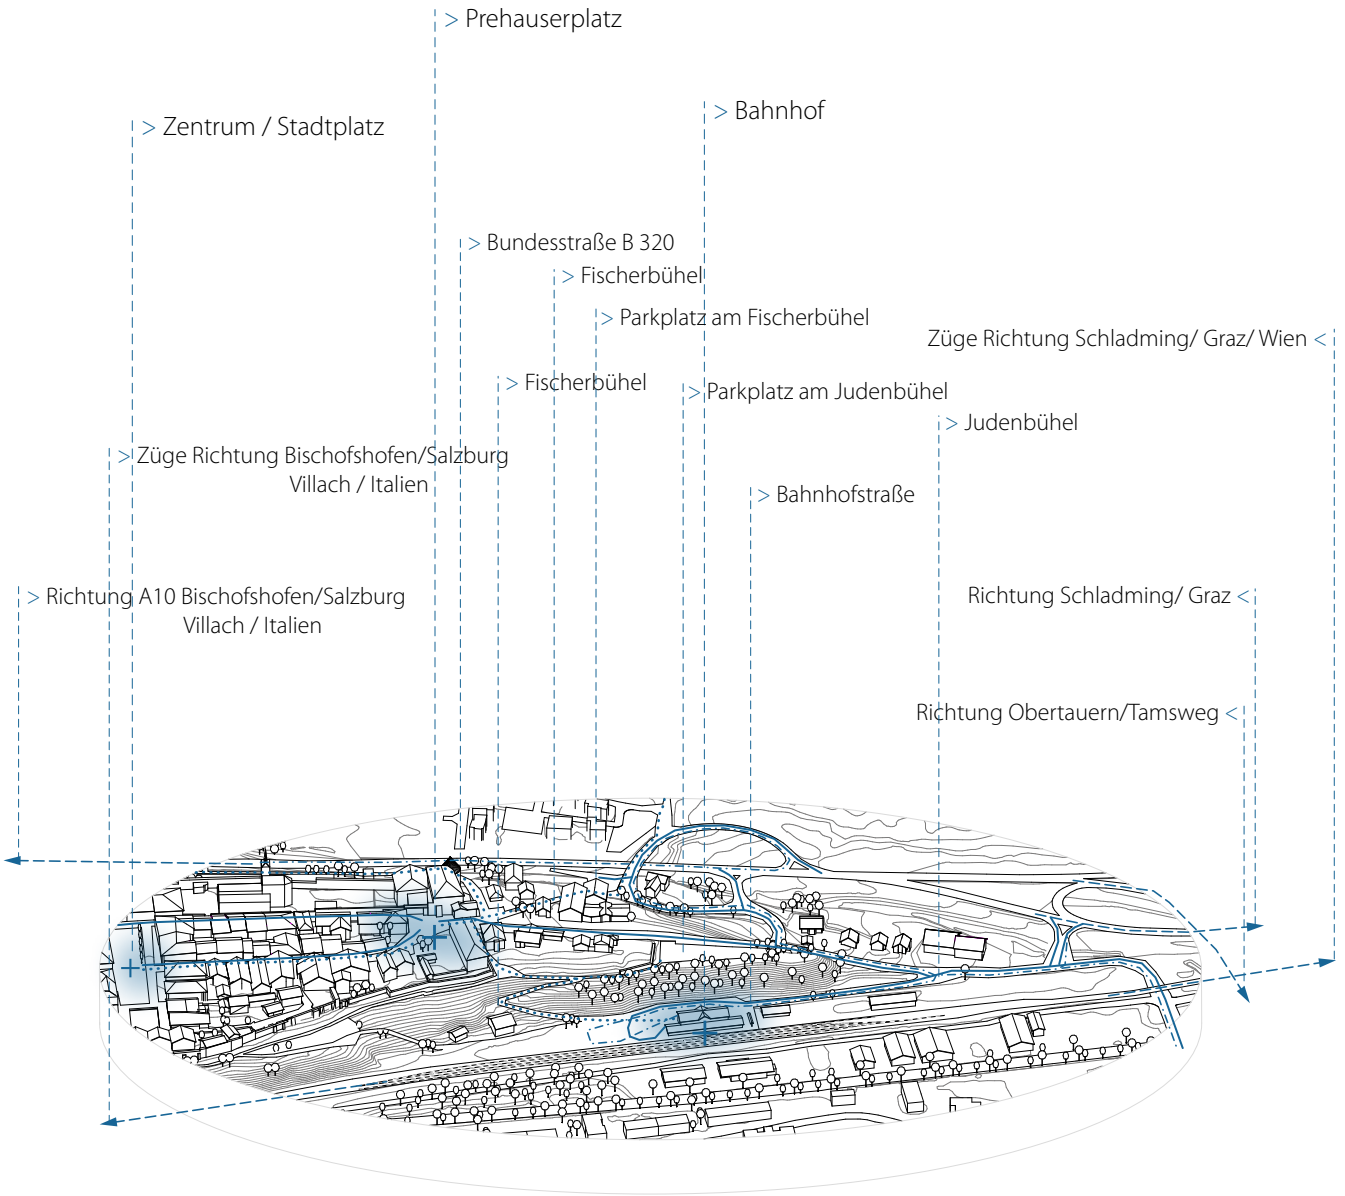 > Prehauserplatz
> Bahnhof
> Zentrum / Stadtplatz
> Bundesstraße B 320
> Fischerbühel
> Parkplatz am Fischerbühel
Züge Richtung Schladming/ Graz/ Wien <
> Fischerbühel
> Parkplatz am Judenbühel
> Judenbühel
> Züge Richtung Bischofshofen/Salzburg
Villach / Italien
> Bahnhofstraße
> Richtung A10 Bischofshofen/Salzburg
Villach / Italien
Richtung Schladming/ Graz <
Richtung Obertauern/Tamsweg <